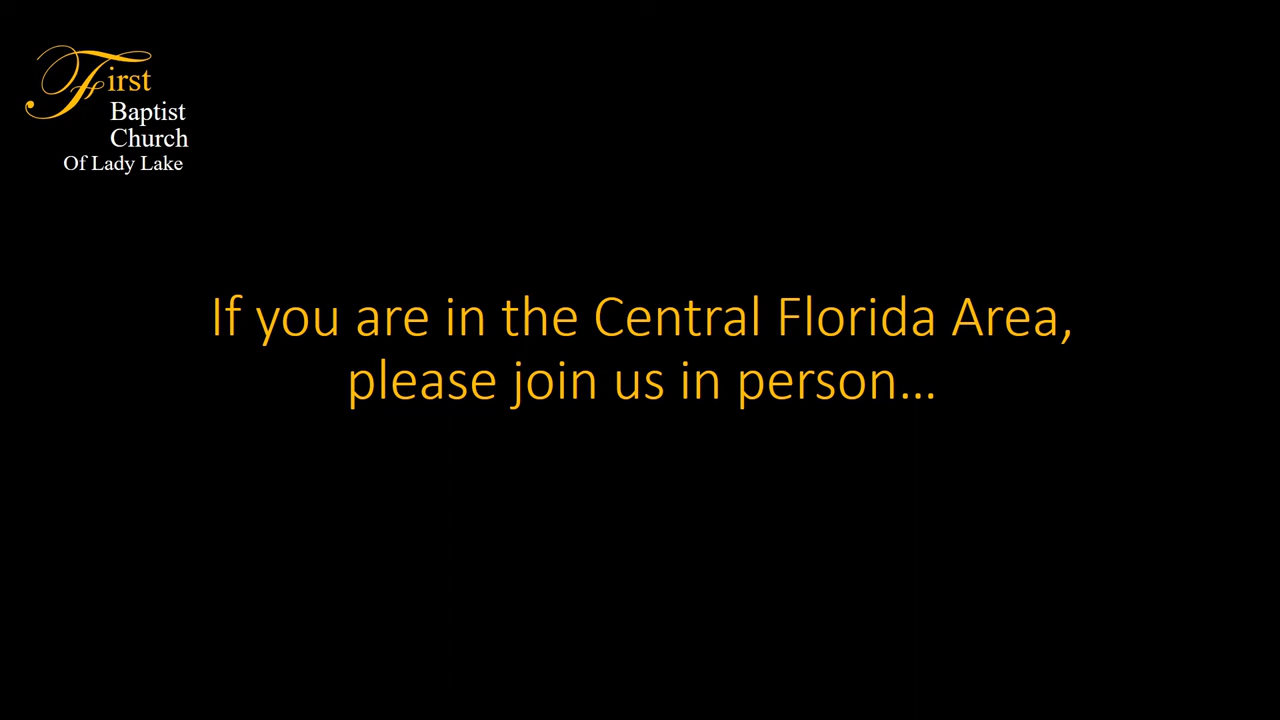 First
Baptist
Church
Of Lady Lake
If you are in the Central Florida Area,
please join us in person...